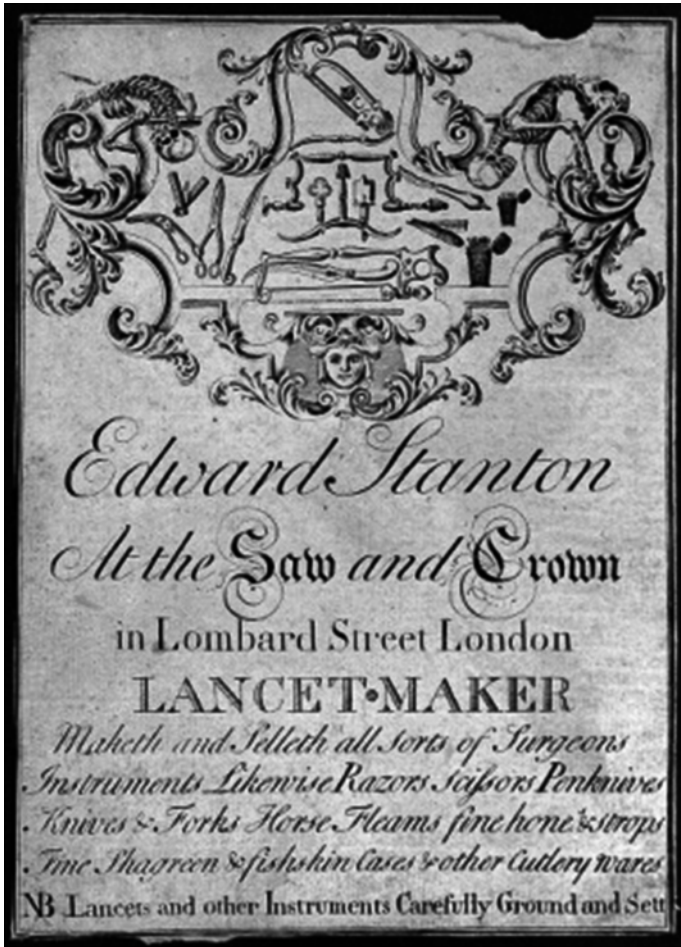 Edward Stanton
At the Saw and Crown
in Lombard Street London
LANCET•MAKER
Maketh and Selleth all sorts of Surgeons
Instruments Likewise Razors Scifsors Penknives
Knives & Forks Horse Fleams fine hone's & strops
Fine Shagreen & fishskin Cases & other Cutlery wares
NB Lancets and other Instruments Carefully Ground and Sett